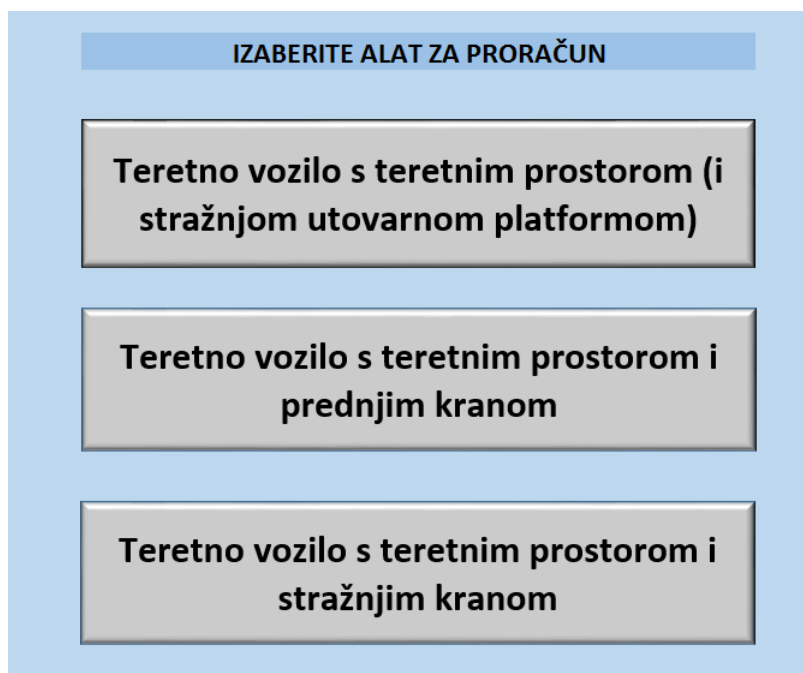 IZABERITE ALAT ZA PRORAČUN
Teretno vozilo s teretnim prostorom (i
stražnjom utovarnom platformom)
Teretno vozilo s teretnim prostorom i
prednjim kranom
Teretno vozilo s teretnim prostorom i
stražnjim kranom